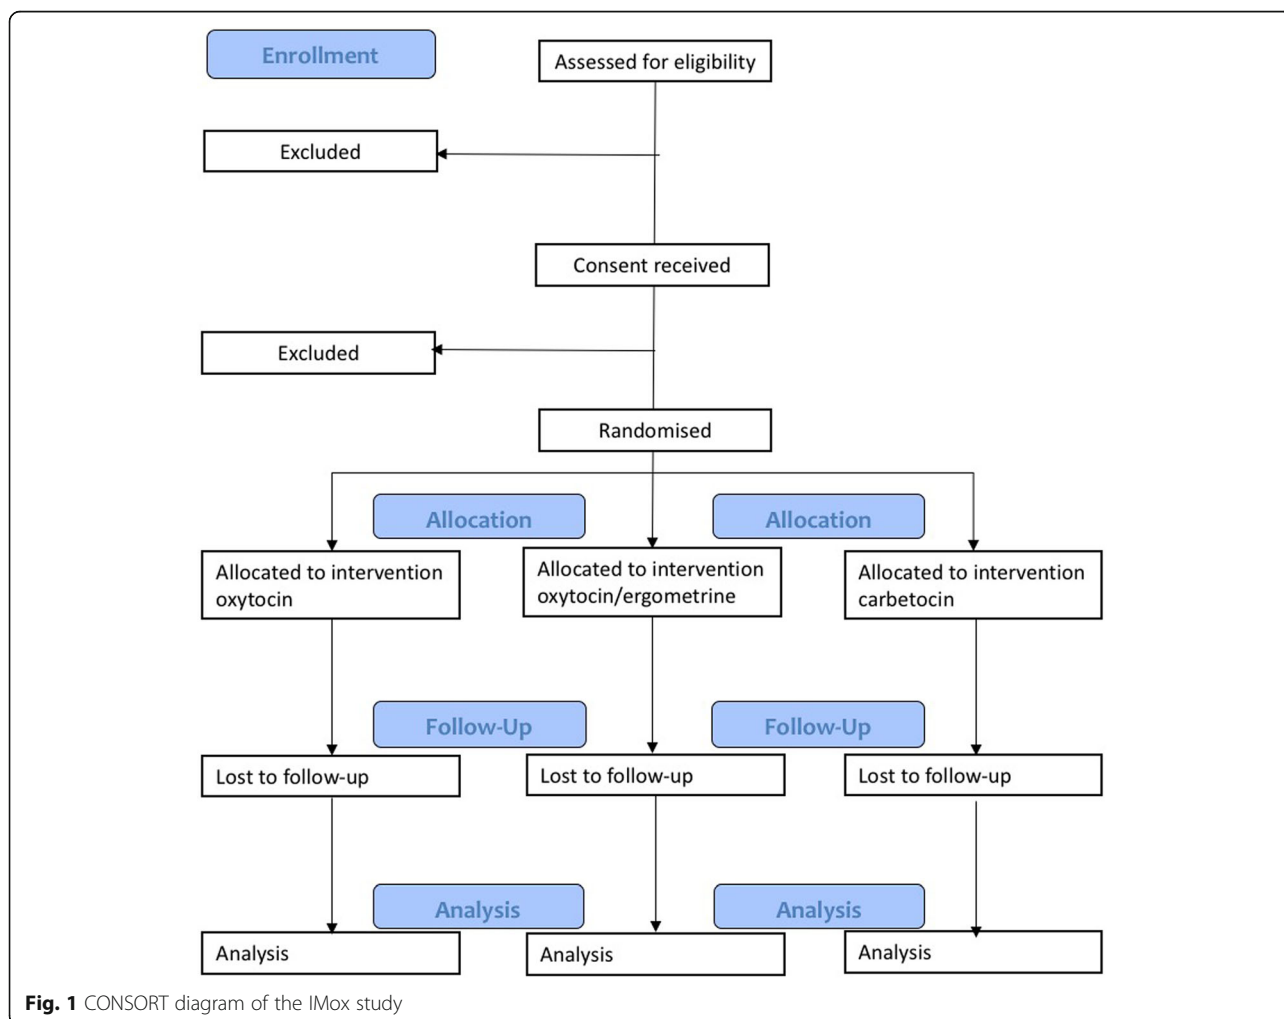 Enrollment
Assessed for eligibility
Excluded
Consent received
Excluded
Randomised
Allocation
Allocation
Allocated to intervention
oxytocin
Allocated to intervention
oxytocin/ergometrine
Allocated to intervention
carbetocin
Follow-Up
Follow-Up
Lost to follow-up
Lost to follow-up
Lost to follow-up
Analysis
Analysis
Analysis
Analysis
Analysis
Fig. 1 CONSORT diagram of the IMox study